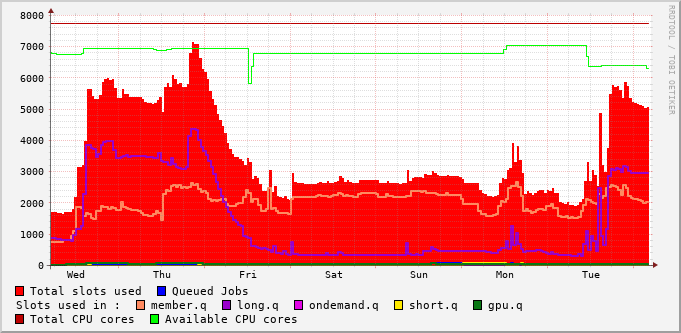 8000
7000
6000
5000
4000
3000
2000
1000
0
Wed Thu Fri Sat Sun Mon Tue
Total slots used Queued Jobs
Slots used in : member.q long.q ondemand.q short.q gpu.q
Total CPU cores Available CPU cores
RRDTOOL / TOBI OETIKER